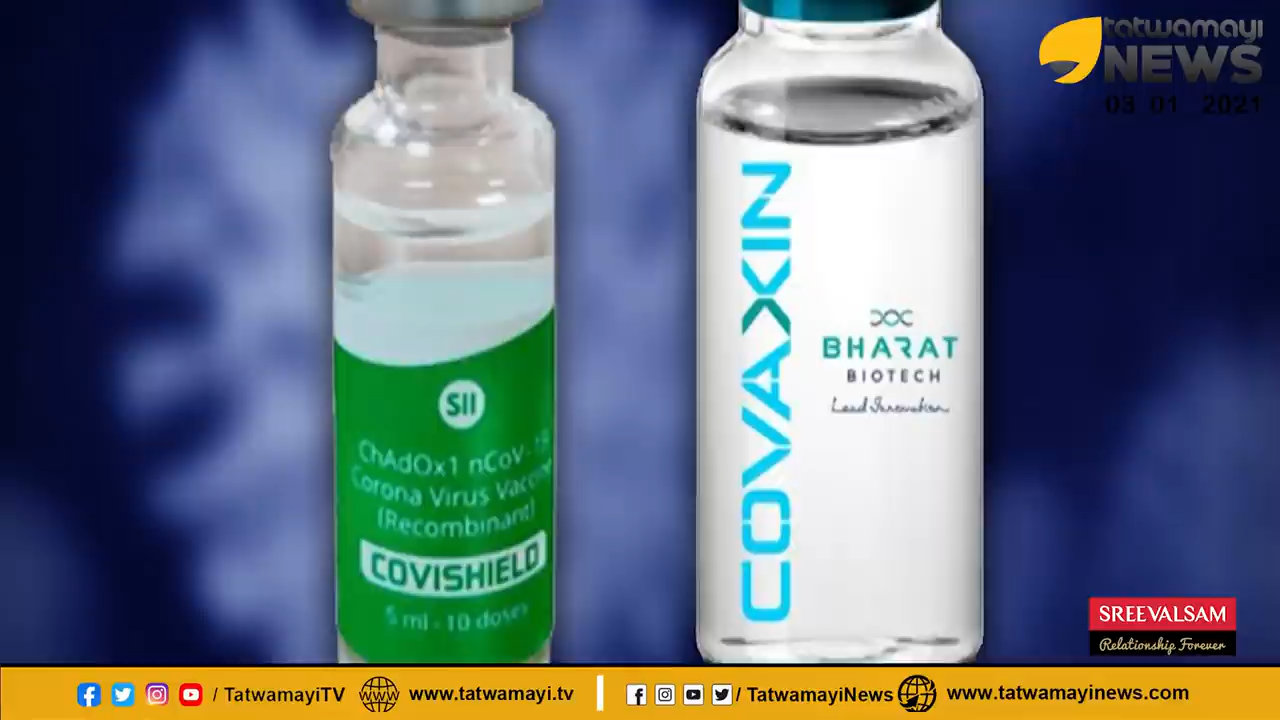 tatwamayi
NEWS
03 01 2021
SII
ChAdOx1 nCoV-19
Corona Virus Vaccine
(Recombinant)
COVISHIELD
5 ml - 10 doses
COVAXIN
BHARAT
BIOTECH
Lead Innovation
SREEVALSAM
Relationship Forever
/ TatwamayiTV www.tatwamayi.tv / TatwamayiNews www.tatwamayinews.com